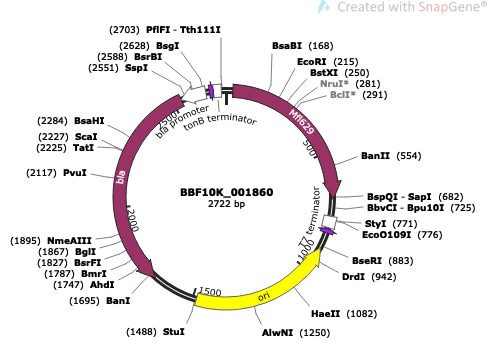 Created with SnapGene®
(2703) PflFI - Tth111I
(2628) BsgI
(2588) BsrBI
(2551) SspI
BsaBI (168)
EcoRI (215)
BstXI (250)
NruI* (281)
BclI* (291)
2500
bla promoter
tonB terminator
Mfl629
500
(2284) BsaHI
(2227) ScaI
(2225) TatI
(2117) PvuI
BanII (554)
bla
BBF10K_001860
2722 bp
BspQI - SapI (682)
BbvCI - Bpu10I (725)
StyI (771)
EcoO109I (776)
T7 terminator
2000
1000
(1895) NmeAIII
(1867) BglI
(1827) BsrFI
(1787) BmrI
(1747) AhdI
(1695) BanI
BseRI (883)
DrdI (942)
1500
ori
HaeII (1082)
(1488) StuI
AlwNI (1250)